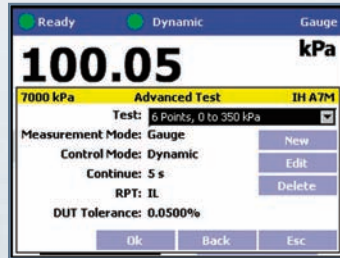 Ready Dynamic Gauge
100.05 kPa
7000 kPa Advanced Test IH A7M
Test: 6 Points, 0 to 350 kPa
Measurement Mode: Gauge
New
Control Mode: Dynamic
Edit
Continue: 5 s
Delete
RPT: IL
DUT Tolerance: 0.0500%
Ok Back Esc